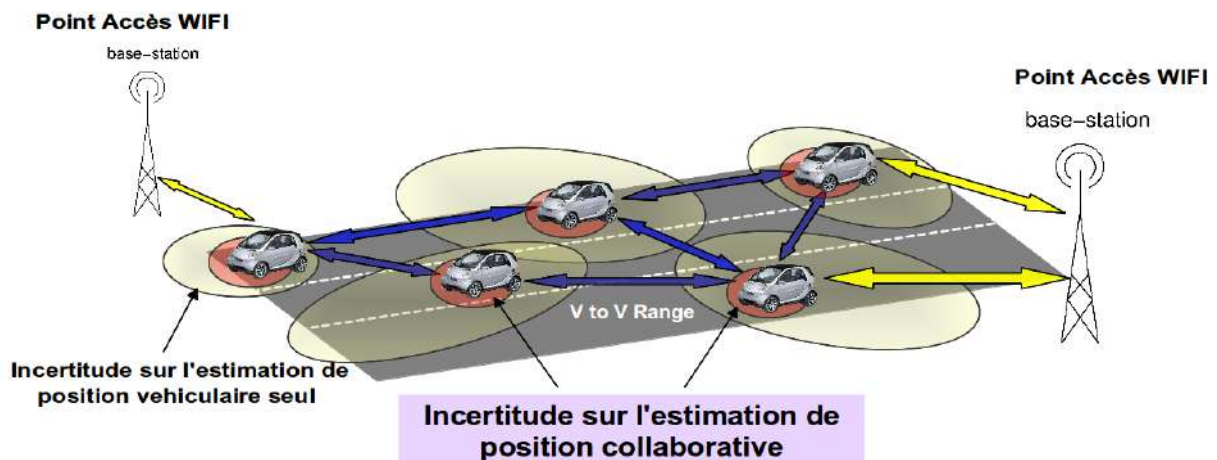 Point Accès WIFI
base-station
Point Accès WIFI
base-station
V to V Range
Incertitude sur l'estimation de
position vehiculaire seul
Incertitude sur l'estimation de
position collaborative